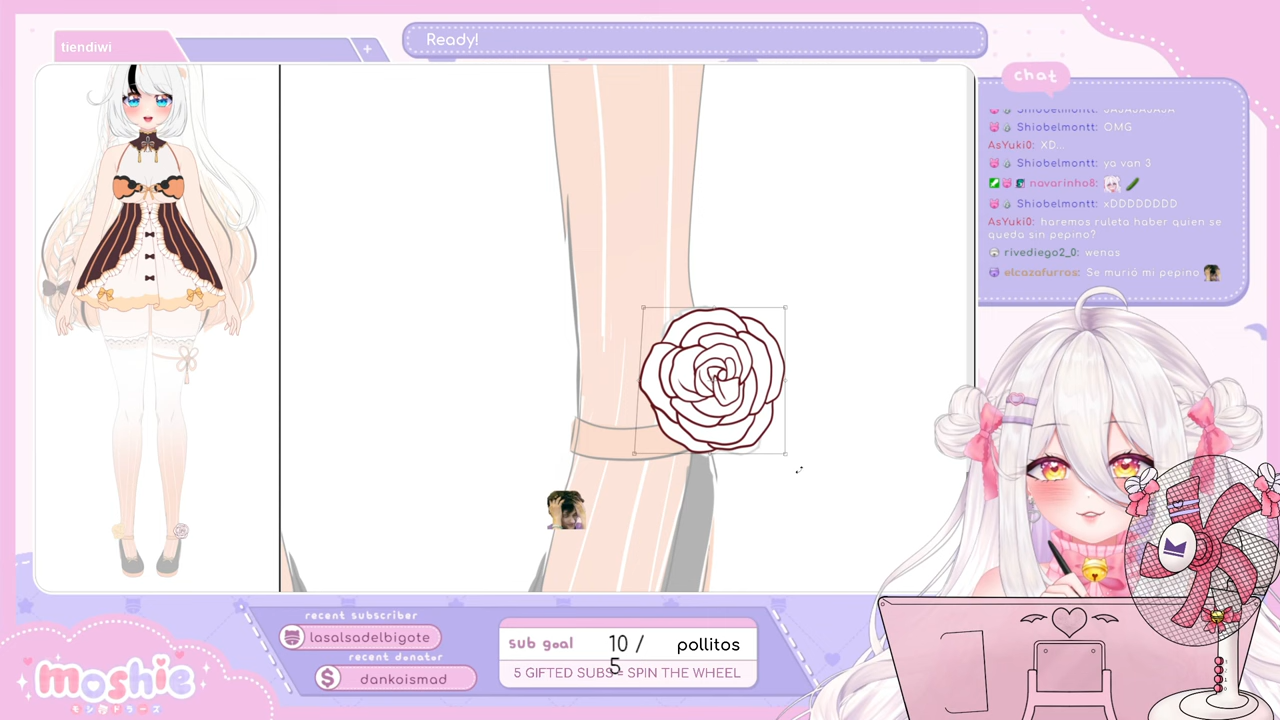 tiendiwi
+
Ready!
chat
Shiobelmontt: JAJAJAJAJA
Shiobelmontt: OMG
AsYuki0: XD...
Shiobelmontt: ya van 3
navarinho8:
Shiobelmontt: xDDDDDDDD
AsYuki0: haremos ruleta haber quien se
queda sin pepino?
rivediego2_0: wenas
elcazafurros: Se murió mi pepino
recent subscriber
lasalsadelbigote
recent donator
$ dankoismad
sub goal 10 / 5 pollitos
5 GIFTED SUBS = SPIN THE WHEEL
moshie